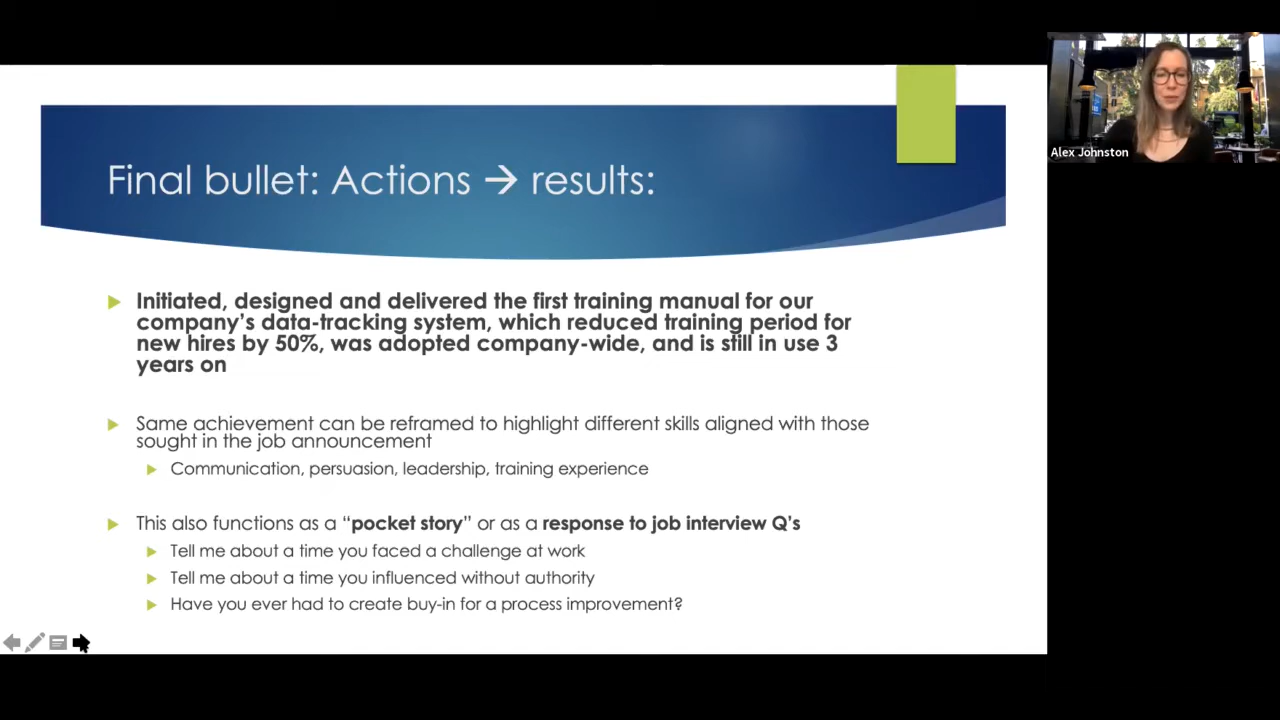 Final bullet: Actions → results:
Initiated, designed and delivered the first training manual for our
company’s data-tracking system, which reduced training period for
new hires by 50%, was adopted company-wide, and is still in use 3
years on
Same achievement can be reframed to highlight different skills aligned with those
sought in the job announcement
Communication, persuasion, leadership, training experience
This also functions as a “pocket story” or as a response to job interview Q’s
Tell me about a time you faced a challenge at work
Tell me about a time you influenced without authority
Have you ever had to create buy-in for a process improvement?
Alex Johnston